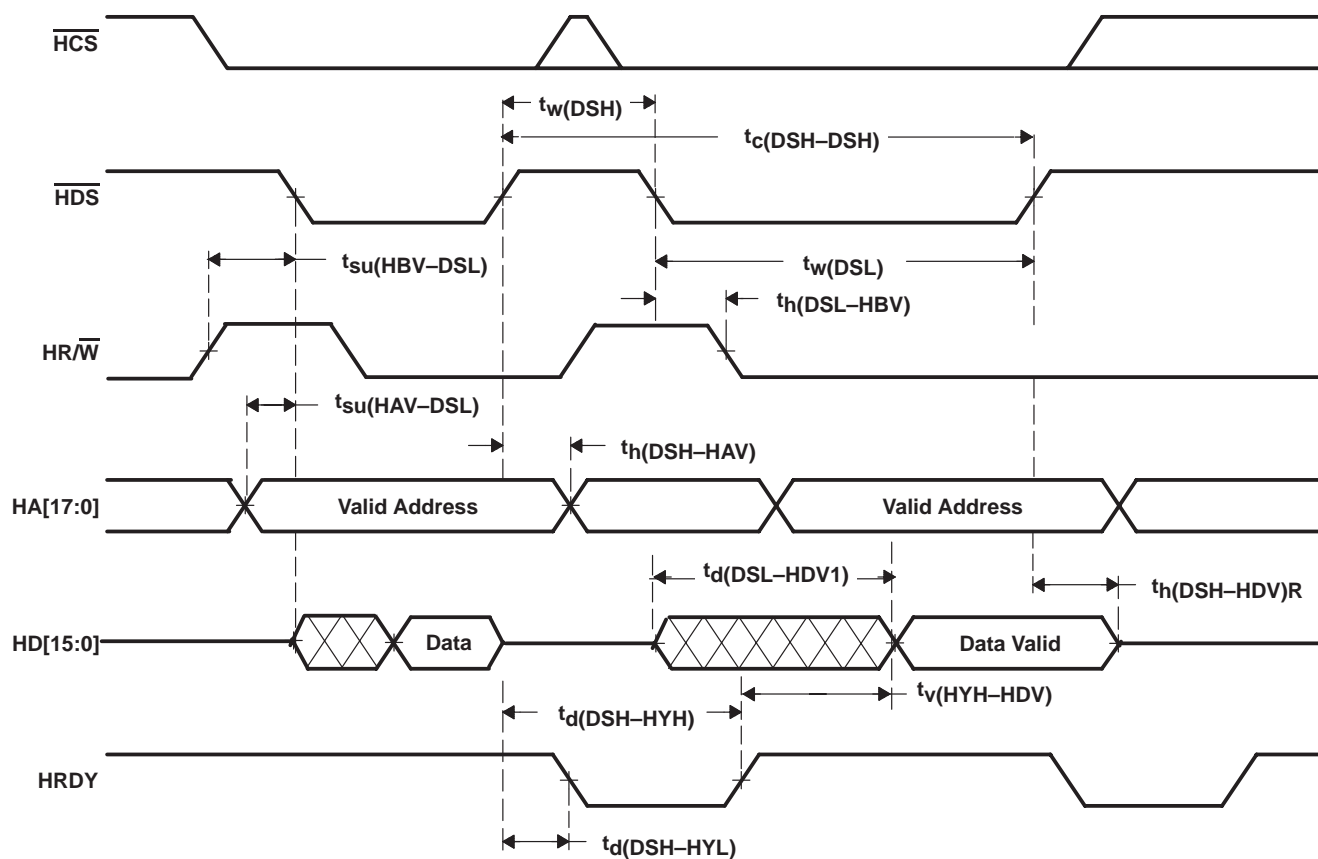 H̅C̅S̅
tw(DSH)
tc(DSH–DSH)
H̅D̅S̅
tsu(HBV–DSL)
tw(DSL)
th(DSL–HBV)
HR/W̅
tsu(HAV–DSL)
th(DSH–HAV)
HA[17:0] Valid Address Valid Address
td(DSL–HDV1)
th(DSH–HDV)R
HD[15:0] Data Data Valid
tv(HYH–HDV)
td(DSH–HYH)
HRDY
td(DSH–HYL)